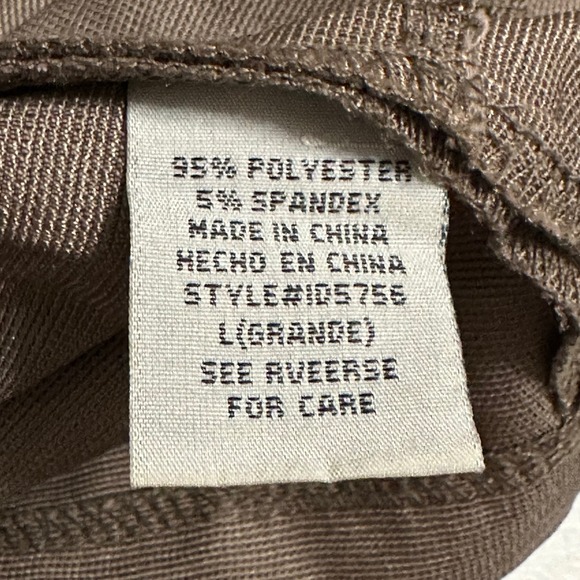 95% POLYESTER
5% SPANDEX
MADE IN CHINA
HECHO EN CHINA
STYLE#ID5756
L(GRANDE)
SEE RVEERSE
FOR CARE